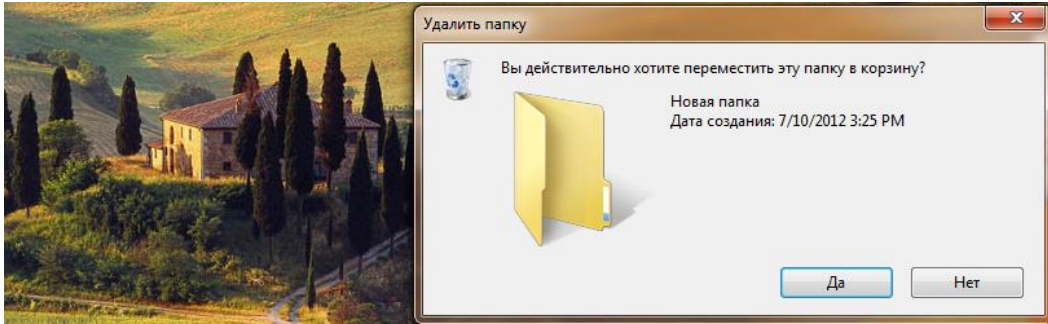 Удалить папку
Вы действительно хотите переместить эту папку в корзину?
Новая папка
Дата создания: 7/10/2012 3:25 PM
Да
Нет